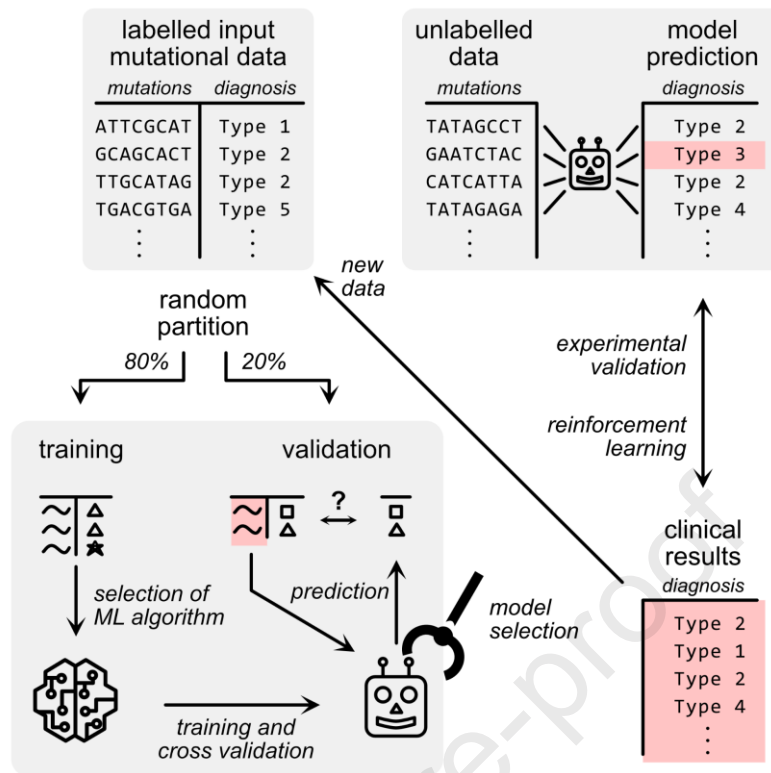 labelled input
mutational data
mutations diagnosis
ATTCGCAT Type 1
GCAGCACT Type 2
TTGCATAG Type 2
TGACGTGA Type 5
unlabelled
data
mutations
TATAGCCT
GAATCTAC
CATCATTA
TATAGAGA
model
prediction
diagnosis
Type 2
Type 3
Type 2
Type 4
new
data
random
partition
80% 20%
experimental
validation
reinforcement
learning
training
validation
?
selection of
ML algorithm
prediction
model
selection
training and
cross validation
clinical
results
diagnosis
Type 2
Type 1
Type 2
Type 4
e-proof